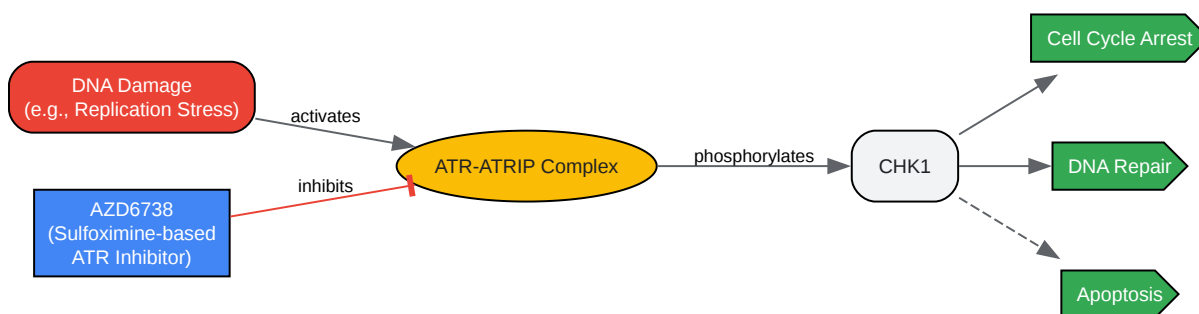 Cell Cycle Arrest
DNA Damage
(e.g., Replication Stress)
activates
ATR-ATRIP Complex
phosphorylates
CHK1
DNA Repair
inhibits
AZD6738
(Sulfoximine-based
ATR Inhibitor)
Apoptosis